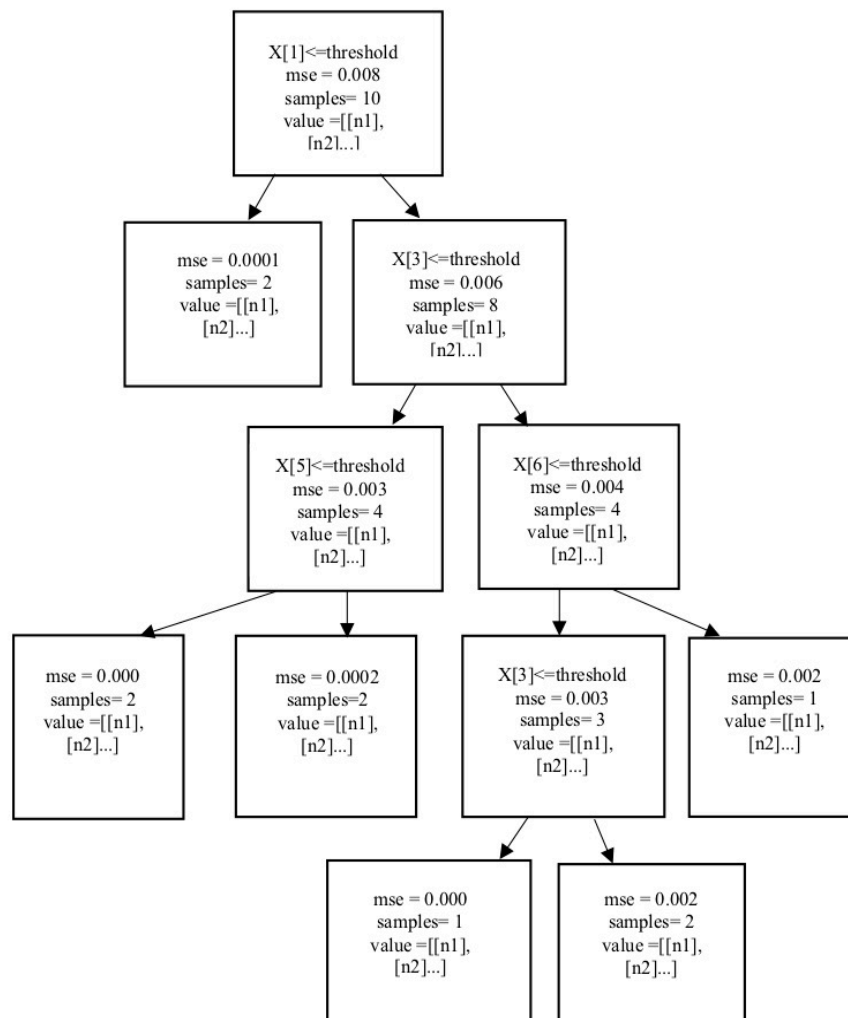 X[1]<=threshold
mse = 0.008
samples= 10
value =[[n1],
[n2]...]
mse = 0.0001
samples= 2
value =[[n1],
[n2]...]
X[3]<=threshold
mse = 0.006
samples= 8
value =[[n1],
[n2]...]
X[5]<=threshold
mse = 0.003
samples= 4
value =[[n1],
[n2]...]
X[6]<=threshold
mse = 0.004
samples= 4
value =[[n1],
[n2]...]
mse = 0.000
samples= 2
value =[[n1],
[n2]...]
mse = 0.0002
samples=2
value =[[n1],
[n2]...]
X[3]<=threshold
mse = 0.003
samples= 3
value =[[n1],
[n2]...]
mse = 0.002
samples= 1
value =[[n1],
[n2]...]
mse = 0.000
samples= 1
value =[[n1],
[n2]...]
mse = 0.002
samples= 2
value =[[n1],
[n2]...]